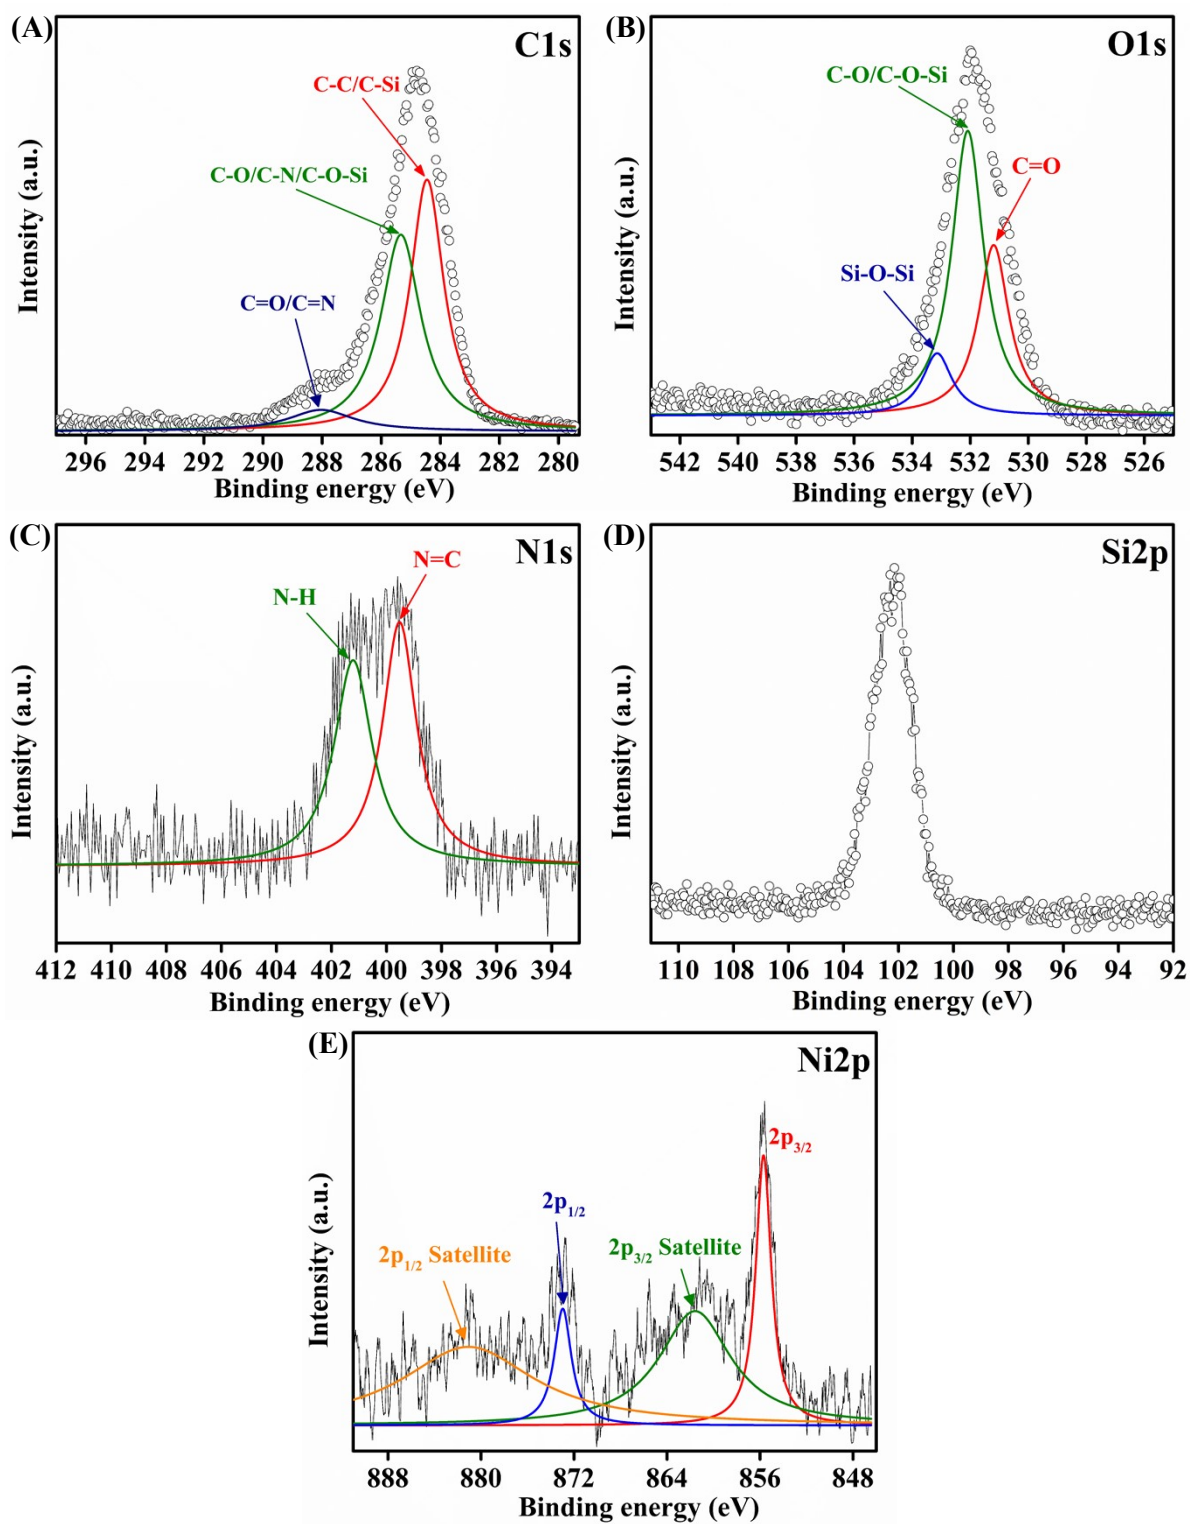 (A)
C1s
C-C/C-Si
C-O/C-N/C-O-Si
C=O/C=N
Intensity (a.u.)
296 294 292 290 288 286 284 282 280
Binding energy (eV)
(B)
O1s
C-O/C-O-Si
C=O
Si-O-Si
Intensity (a.u.)
542 540 538 536 534 532 530 528 526
Binding energy (eV)
(C)
N1s
N=C
N-H
Intensity (a.u.)
412 410 408 406 404 402 400 398 396 394
Binding energy (eV)
(D)
Si2p
Intensity (a.u.)
110 108 106 104 102 100 98 96 94 92
Binding energy (eV)
(E)
Ni2p
2p3/2
2p1/2
2p3/2 Satellite
2p1/2 Satellite
Intensity (a.u.)
888 880 872 864 856 848
Binding energy (eV)